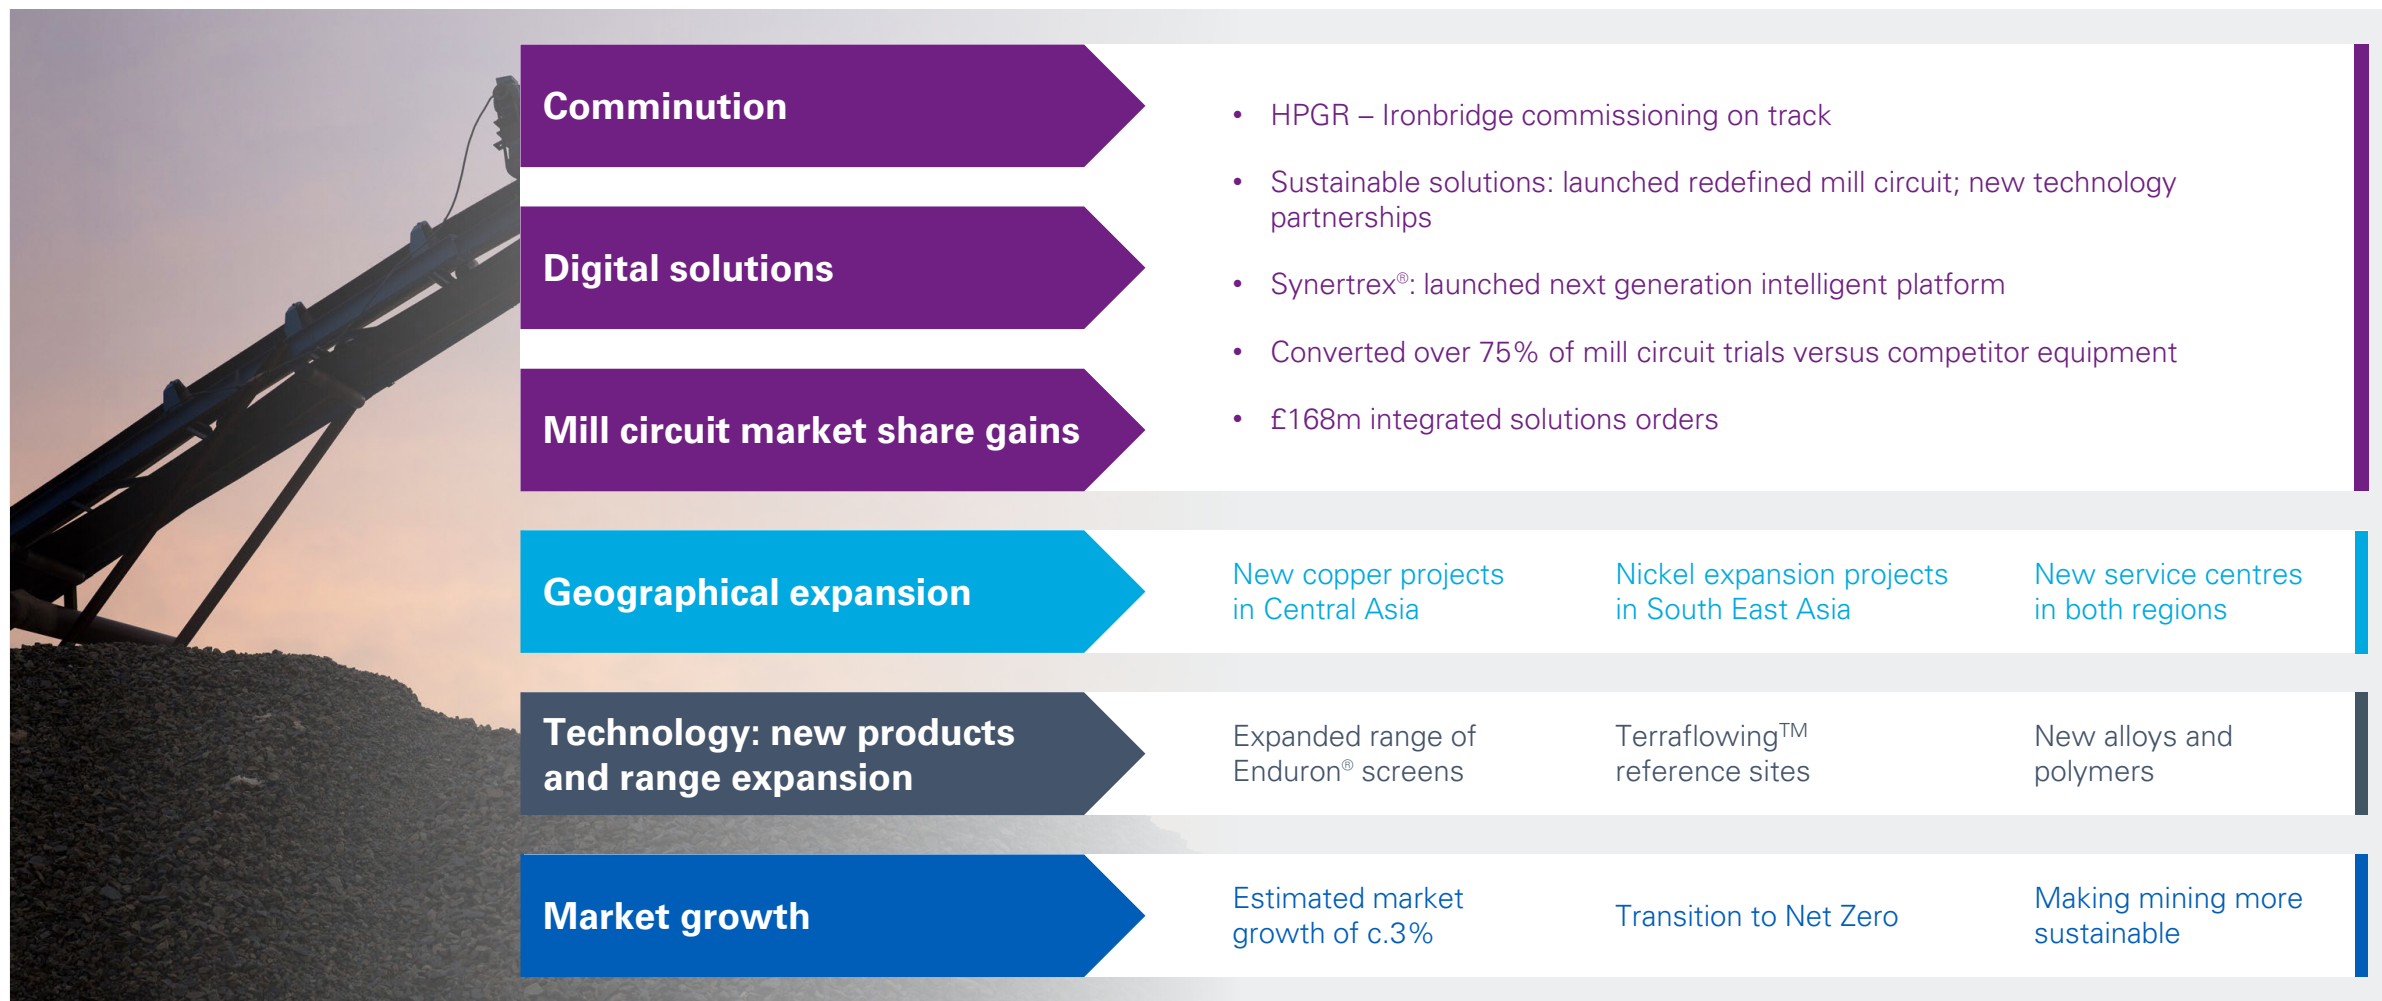 Comminution
Digital solutions
Mill circuit market share gains
• HPGR – Ironbridge commissioning on track
• Sustainable solutions: launched redefined mill circuit; new technology
partnerships
• Synertrex®: launched next generation intelligent platform
• Converted over 75% of mill circuit trials versus competitor equipment
• £168m integrated solutions orders
Geographical expansion
New copper projects
in Central Asia
Nickel expansion projects
in South East Asia
New service centres
in both regions
Technology: new products
and range expansion
Expanded range of
Enduron® screens
Terraflowing™
reference sites
New alloys and
polymers
Market growth
Estimated market
growth of c.3%
Transition to Net Zero
Making mining more
sustainable